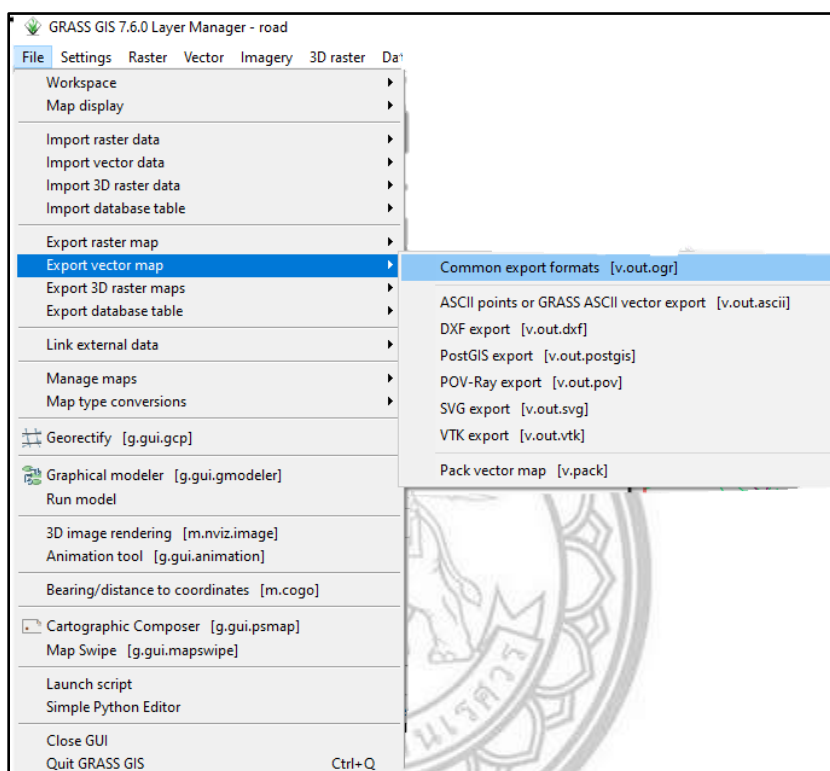 GRASS GIS 7.6.0 Layer Manager - road
File Settings Raster Vector Imagery 3D raster Dat
Workspace
Map display
Import raster data
Import vector data
Import 3D raster data
Import database table
Export raster map
Export vector map
Export 3D raster maps
Export database table
Link external data
Manage maps
Map type conversions
Georectify [g.gui.gcp]
Graphical modeler [g.gui.gmodeler]
Run model
3D image rendering [m.nviz.image]
Animation tool [g.gui.animation]
Bearing/distance to coordinates [m.cogo]
Cartographic Composer [g.gui.psmap]
Map Swipe [g.gui.mapswipe]
Launch script
Simple Python Editor
Close GUI
Quit GRASS GIS Ctrl+Q
Common export formats [v.out.ogr]
ASCII points or GRASS ASCII vector export [v.out.ascii]
DXF export [v.out.dxf]
PostGIS export [v.out.postgis]
POV-Ray export [v.out.pov]
SVG export [v.out.svg]
VTK export [v.out.vtk]
Pack vector map [v.pack]